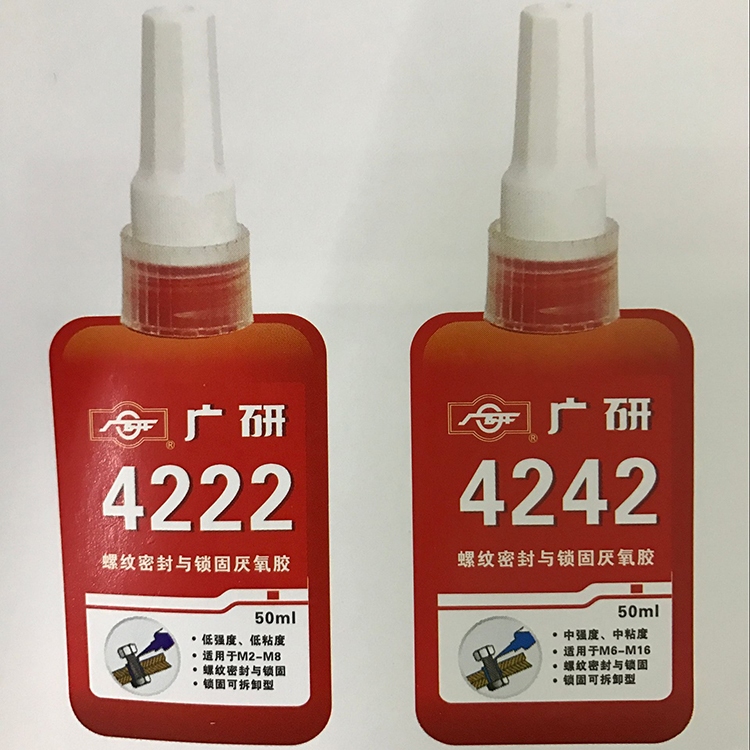 广研
®
4222
螺纹密封与锁固厌氧胶
50ml
• 低强度、低粘度
• 适用于M2-M8
• 螺纹密封与锁固
• 锁固可拆卸型
广研
®
4242
螺纹密封与锁固厌氧胶
50ml
• 中强度、中粘度
• 适用于M6-M16
• 螺纹密封与锁固
• 锁固可拆卸型